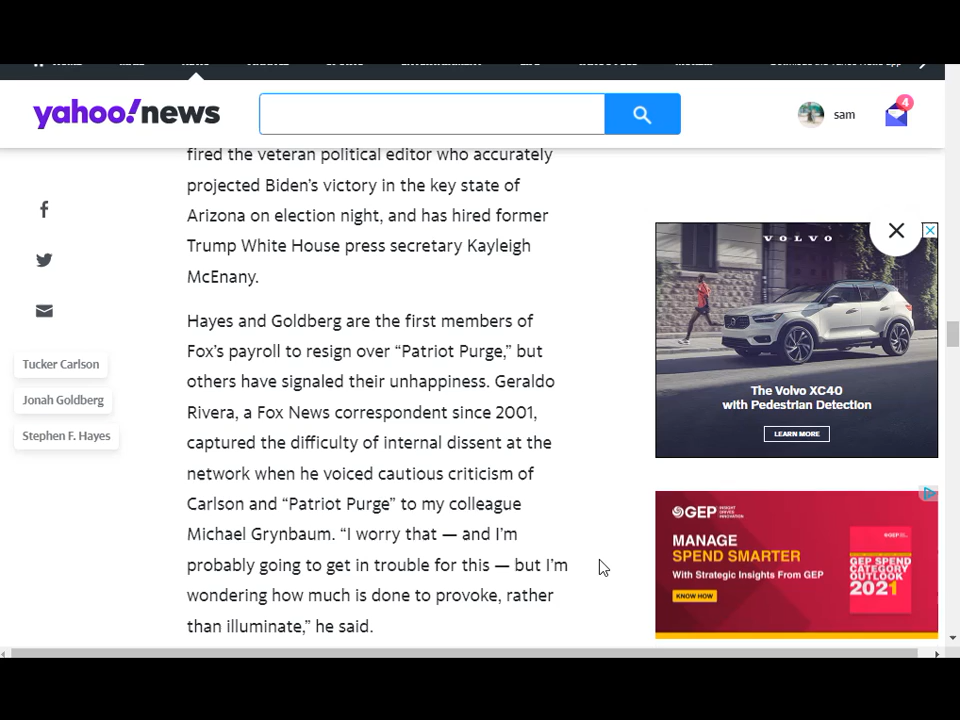 yahoo!news
sam
4
fired the veteran political editor who accurately
projected Biden's victory in the key state of
Arizona on election night, and has hired former
Trump White House press secretary Kayleigh
McEnany.
Hayes and Goldberg are the first members of
Fox's payroll to resign over “Patriot Purge,” but
others have signaled their unhappiness. Geraldo
Rivera, a Fox News correspondent since 2001,
captured the difficulty of internal dissent at the
network when he voiced cautious criticism of
Carlson and “Patriot Purge” to my colleague
Michael Grynbaum. “I worry that — and I'm
probably going to get in trouble for this — but I'm
wondering how much is done to provoke, rather
than illuminate,” he said.
Tucker Carlson
Jonah Goldberg
Stephen F. Hayes
VOLVO
The Volvo XC40
with Pedestrian Detection
LEARN MORE
GEP
MANAGE
SPEND SMARTER
With Strategic Insights From GEP
KNOW HOW
GEP SPEND
CATEGORY
OUTLOOK
2021